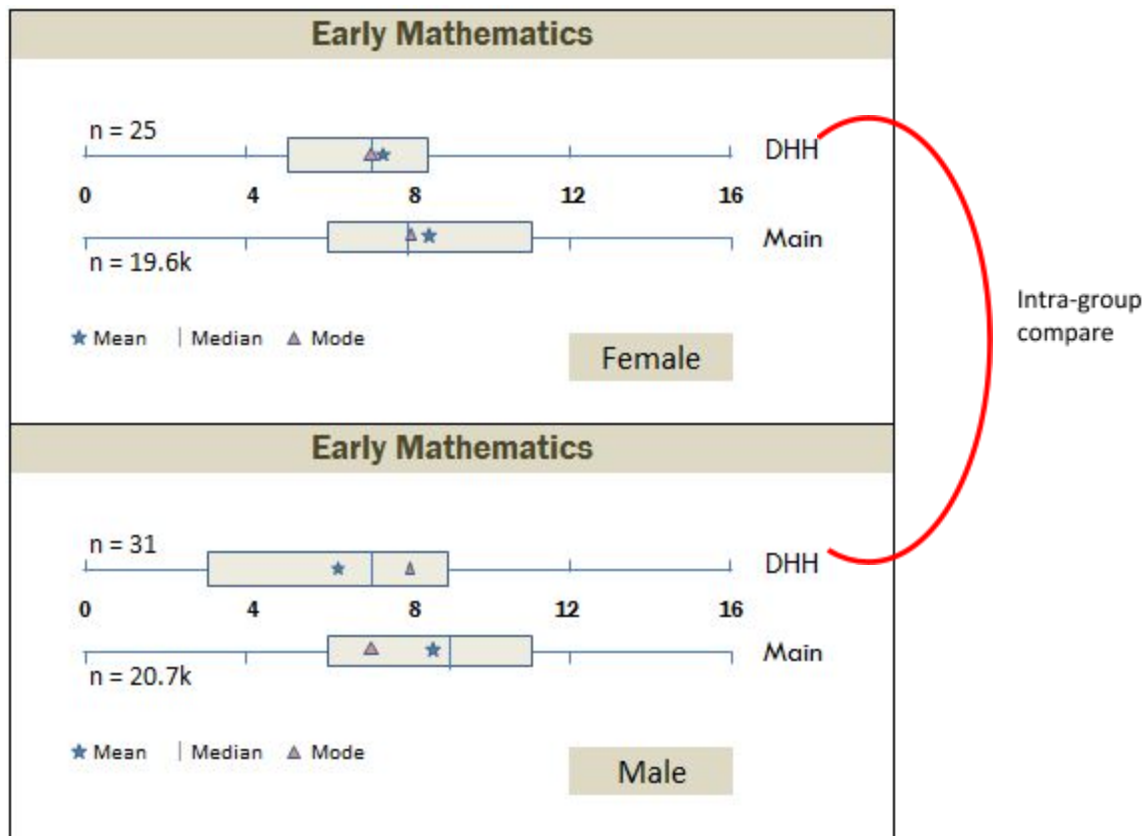 Early Mathematics
n = 25
DHH
0 4 8 12 16
Main
n = 19.6k
Mean Median Mode
Female
Intra-group
compare
Early Mathematics
n = 31
DHH
0 4 8 12 16
Main
n = 20.7k
Mean Median Mode
Male